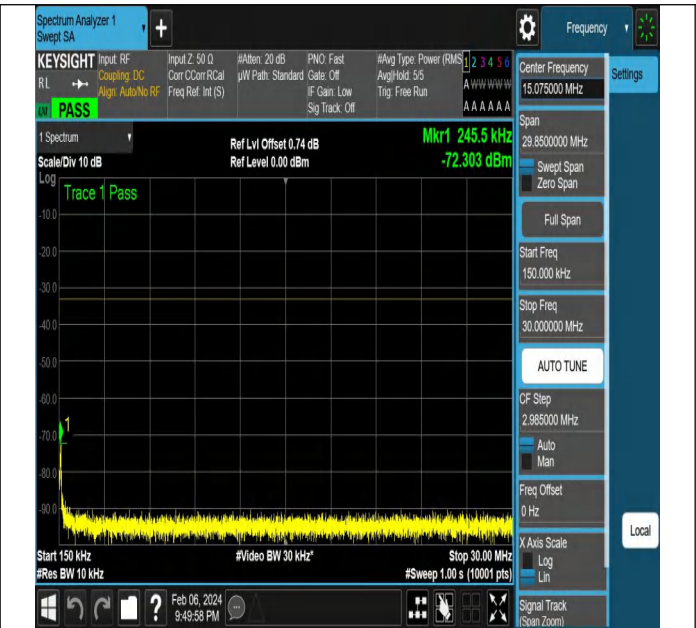 Spectrum Analyzer 1
Swept SA
+
Frequency
KEYSIGHT
RL
PASS
Input: RF
Coupling: DC
Align: Auto/No RF
Input Z: 50 Ω
Corr CCorr RCal
Freq Ref: Int (S)
#Atten: 20 dB
µW Path: Standard
PNO: Fast
Gate: Off
IF Gain: Low
Sig Track: Off
#Avg Type: Power (RMS
Avg|Hold: 5/5
Trig: Free Run
1 2 3 4 5 6
A W W W W W
A A A A A A
1 Spectrum
Scale/Div 10 dB
Ref Lvl Offset 0.74 dB
Ref Level 0.00 dBm
Mkr1 245.5 kHz
-72.303 dBm
Log
Trace 1 Pass
-10.0
-20.0
-30.0
-40.0
-50.0
-60.0
1
-70.0
-80.0
-90.0
Start 150 kHz
#Res BW 10 kHz
#Video BW 30 kHz*
Stop 30.00 MHz
#Sweep 1.00 s (10001 pts)
?
Feb 06, 2024
9:49:58 PM
Center Frequency
15.075000 MHz
Settings
Span
29.8500000 MHz
Swept Span
Zero Span
Full Span
Start Freq
150.000 kHz
Stop Freq
30.000000 MHz
AUTO TUNE
CF Step
2.985000 MHz
Auto
Man
Freq Offset
0 Hz
Local
X Axis Scale
Log
Lin
Signal Track
(Span Zoom)